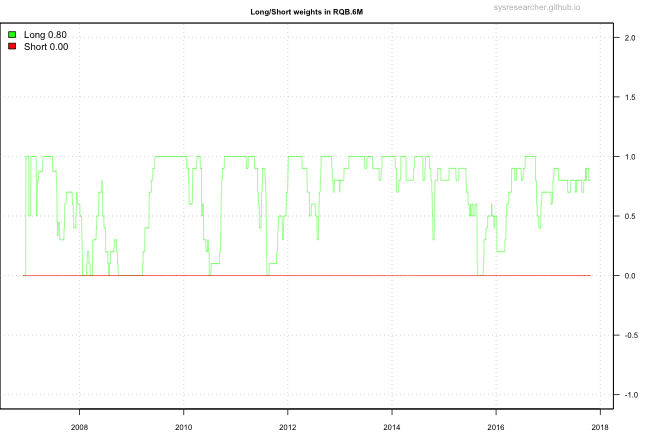 Long/Short weights in RQB.6M
sysresearcher.github.io
Long 0.80
Short 0.00
2.0
1.5
1.0
0.5
0.0
-0.5
-1.0
2008 2010 2012 2014 2016 2018